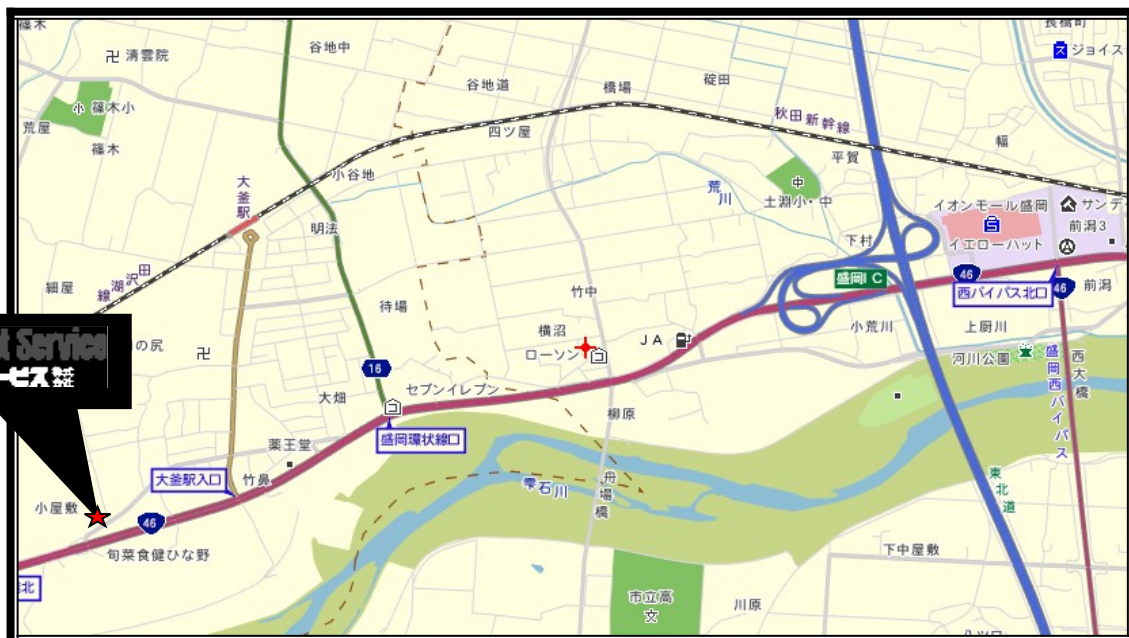 篠木
卍 清雲院
谷地中
谷地道
橋場
碇田
長橋町
ジョイス
小 篠木小
荒屋
篠木
四ツ屋
秋田新幹線
幅
平賀
大釜駅
小谷地
荒川
中
土淵小・中
イオンモール盛岡
サンデ
前潟3
明法
下村
イエローハット
盛岡IC
46
西バイパス北口
46
前潟
田沢湖線
細屋
待場
竹中
小荒川
上厨川
横沼
ローソン
JA
河川公園
盛岡西バイパス
西大橋
t Service
ービス
の尻
卍
16
大畑
セブンイレブン
柳原
盛岡環状線口
薬王堂
大釜駅入口
竹鼻
雫石川
舟場橋
東北道
小屋敷
46
旬菜食健ひな野
下中屋敷
北
市立高
文
川原